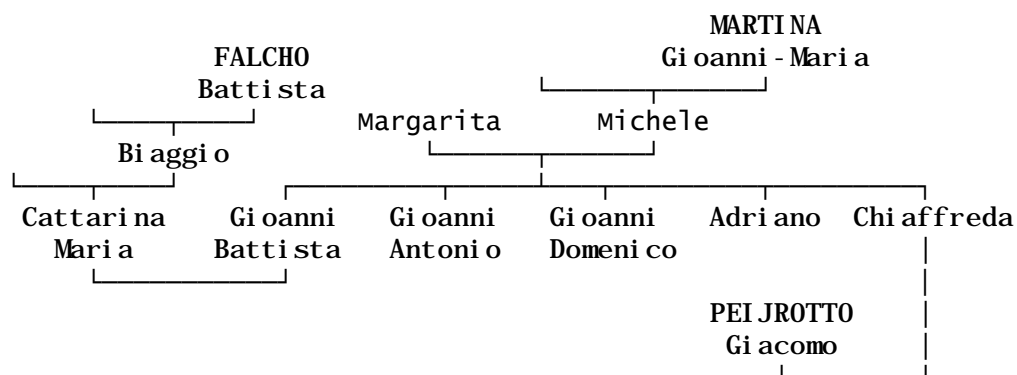 MARTINA
FALCHO Gioanni-Maria
Battista
Margarita Michele
Biaggio
Cattarina Gioanni Gioanni Gioanni Adriano Chiaffreda
Maria Battista Antonio Domenico
PEIJROTTO
Giacomo